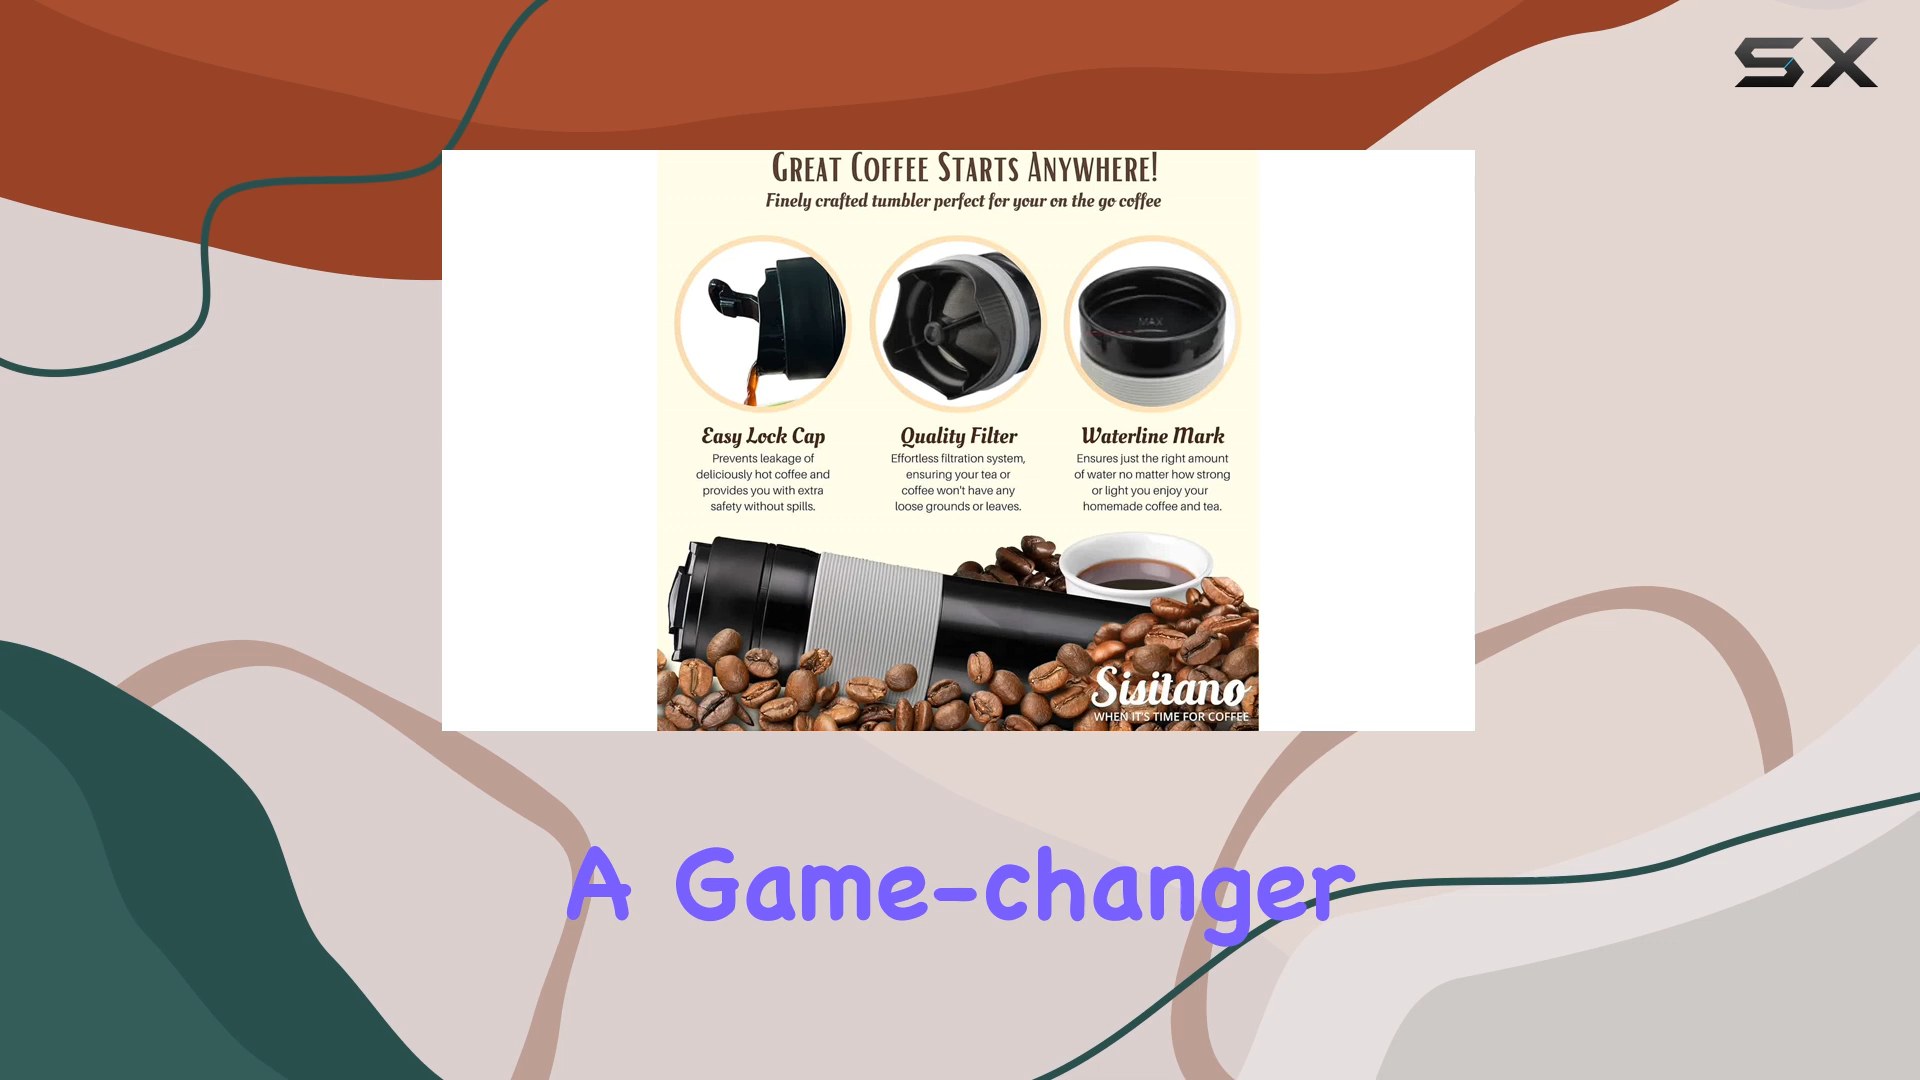 SX
Great Coffee Starts Anywhere!
Finely crafted tumbler perfect for your on the go coffee
MAX
Easy Lock Cap
Prevents leakage of
deliciously hot coffee and
provides you with extra
safety without spills.
Quality Filter
Effortless filtration system,
ensuring your tea or
coffee won't have any
loose grounds or leaves.
Waterline Mark
Ensures just the right amount
of water no matter how strong
or light you enjoy your
homemade coffee and tea.
Sisitano
WHEN IT'S TIME FOR COFFEE
A Game-changer